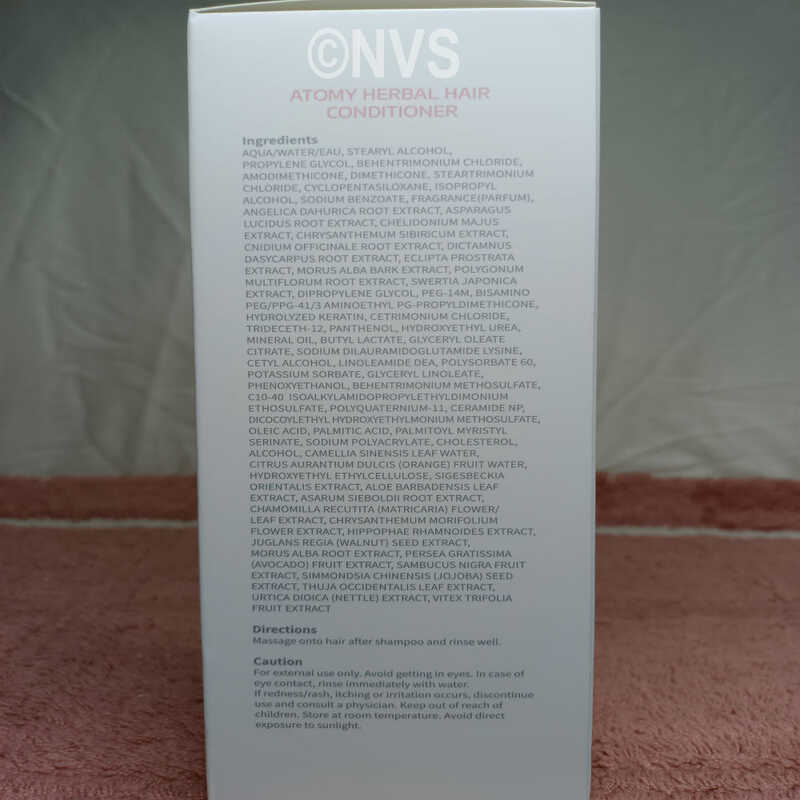 ©NVS
ATOMY HERBAL HAIR
CONDITIONER
Ingredients
AQUA/WATER/EAU, STEARYL ALCOHOL,
PROPYLENE GLYCOL, BEHENTRIMONIUM CHLORIDE,
AMODIMETHICONE, DIMETHICONE, STEARTRIMONIUM
CHLORIDE, CYCLOPENTASILOXANE, ISOPROPYL
ALCOHOL, SODIUM BENZOATE, FRAGRANCE(PARFUM),
ANGELICA DAHURICA ROOT EXTRACT, ASPARAGUS
LUCIDUS ROOT EXTRACT, CHELIDONIUM MAJUS
EXTRACT, CHRYSANTHEMUM SIBIRICUM EXTRACT,
CNIDIUM OFFICINALE ROOT EXTRACT, DICTAMNUS
DASYCARPUS ROOT EXTRACT, ECLIPTA PROSTRATA
EXTRACT, MORUS ALBA BARK EXTRACT, POLYGONUM
MULTIFLORUM ROOT EXTRACT, SWERTIA JAPONICA
EXTRACT, DIPROPYLENE GLYCOL, PEG-14M, BISAMINO
PEG/PPG-41/3 AMINOETHYL PG-PROPYLDIMETHICONE,
HYDROLYZED KERATIN, CETRIMONIUM CHLORIDE,
TRIDECETH-12, PANTHENOL, HYDROXYETHYL UREA,
MINERAL OIL, BUTYL LACTATE, GLYCERYL OLEATE
CITRATE, SODIUM DILAURAMIDOGLUTAMIDE LYSINE,
CETYL ALCOHOL, LINOLEAMIDE DEA, POLYSORBATE 60,
POTASSIUM SORBATE, GLYCERYL LINOLEATE,
PHENOXYETHANOL, BEHENTRIMONIUM METHOSULFATE,
C10-40 ISOALKYLAMIDOPROPYLETHYLDIMONIUM
ETHOSULFATE, POLYQUATERNIUM-11, CERAMIDE NP,
DICOCOYLETHYL HYDROXYETHYLMONIUM METHOSULFATE,
OLEIC ACID, PALMITIC ACID, PALMITOYL MYRISTYL
SERINATE, SODIUM POLYACRYLATE, CHOLESTEROL,
ALCOHOL, CAMELLIA SINENSIS LEAF WATER,
CITRUS AURANTIUM DULCIS (ORANGE) FRUIT WATER,
HYDROXYETHYL ETHYLCELLULOSE, SIGESBECKIA
ORIENTALIS EXTRACT, ALOE BARBADENSIS LEAF
EXTRACT, ASARUM SIEBOLDII ROOT EXTRACT,
CHAMOMILLA RECUTITA (MATRICARIA) FLOWER/
LEAF EXTRACT, CHRYSANTHEMUM MORIFOLIUM
FLOWER EXTRACT, HIPPOPHAE RHAMNOIDES EXTRACT,
JUGLANS REGIA (WALNUT) SEED EXTRACT,
MORUS ALBA ROOT EXTRACT, PERSEA GRATISSIMA
(AVOCADO) FRUIT EXTRACT, SAMBUCUS NIGRA FRUIT
EXTRACT, SIMMONDSIA CHINENSIS (JOJOBA) SEED
EXTRACT, THUJA OCCIDENTALIS LEAF EXTRACT,
URTICA DIOICA (NETTLE) EXTRACT, VITEX TRIFOLIA
FRUIT EXTRACT
Directions
Massage onto hair after shampoo and rinse well.
Caution
For external use only. Avoid getting in eyes. In case of
eye contact, rinse immediately with water.
If redness/rash, itching or irritation occurs, discontinue
use and consult a physician. Keep out of reach of
children. Store at room temperature. Avoid direct
exposure to sunlight.